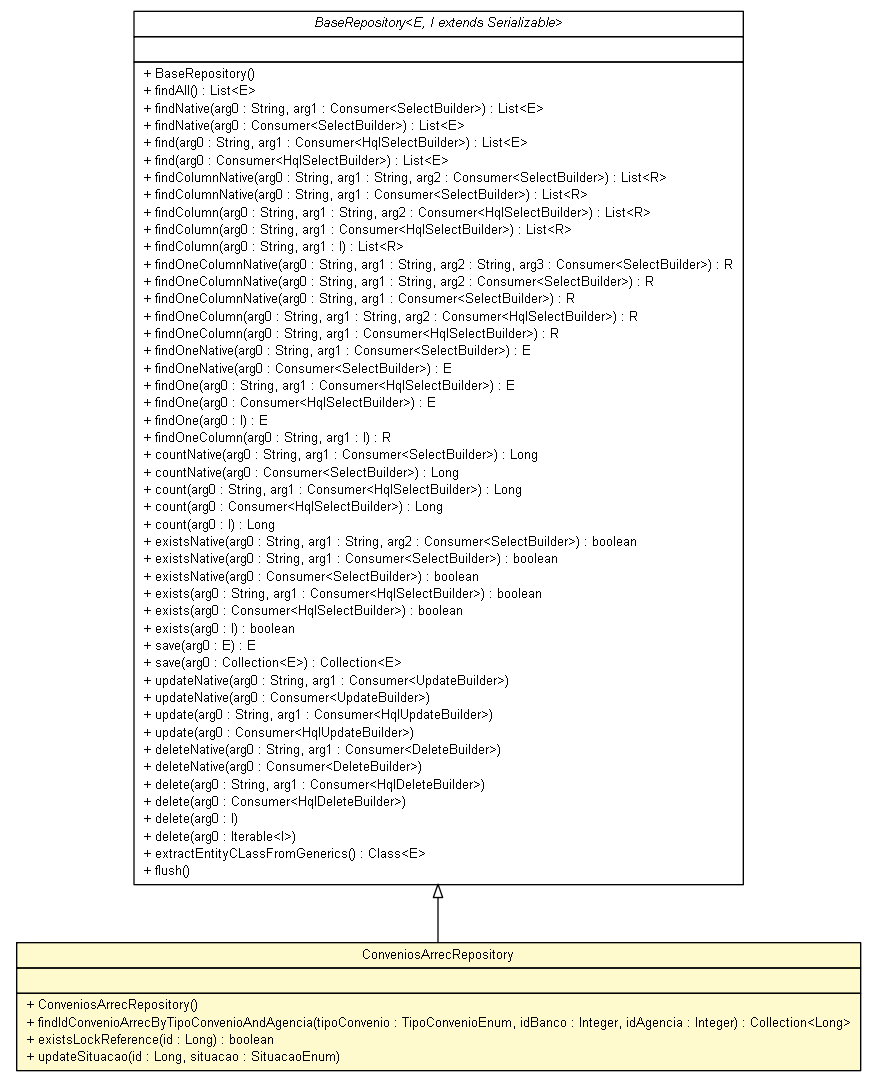 BaseRepository<E, I extends Serializable>
+ BaseRepository()
+ findAll() : List<E>
+ findNative(arg0 : String, arg1 : Consumer<SelectBuilder>) : List<E>
+ findNative(arg0 : Consumer<SelectBuilder>) : List<E>
+ find(arg0 : String, arg1 : Consumer<HqlSelectBuilder>) : List<E>
+ find(arg0 : Consumer<HqlSelectBuilder>) : List<E>
+ findColumnNative(arg0 : String, arg1 : String, arg2 : Consumer<SelectBuilder>) : List<R>
+ findColumnNative(arg0 : String, arg1 : Consumer<SelectBuilder>) : List<R>
+ findColumn(arg0 : String, arg1 : String, arg2 : Consumer<HqlSelectBuilder>) : List<R>
+ findColumn(arg0 : String, arg1 : Consumer<HqlSelectBuilder>) : List<R>
+ findColumn(arg0 : String, arg1 : I) : List<R>
+ findOneColumnNative(arg0 : String, arg1 : String, arg2 : String, arg3 : Consumer<SelectBuilder>) : R
+ findOneColumnNative(arg0 : String, arg1 : String, arg2 : Consumer<SelectBuilder>) : R
+ findOneColumnNative(arg0 : String, arg1 : Consumer<SelectBuilder>) : R
+ findOneColumn(arg0 : String, arg1 : String, arg2 : Consumer<HqlSelectBuilder>) : R
+ findOneColumn(arg0 : String, arg1 : Consumer<HqlSelectBuilder>) : R
+ findOneNative(arg0 : String, arg1 : Consumer<SelectBuilder>) : E
+ findOneNative(arg0 : Consumer<SelectBuilder>) : E
+ findOne(arg0 : String, arg1 : Consumer<HqlSelectBuilder>) : E
+ findOne(arg0 : Consumer<HqlSelectBuilder>) : E
+ findOne(arg0 : I) : E
+ findOneColumn(arg0 : String, arg1 : I) : R
+ countNative(arg0 : String, arg1 : Consumer<SelectBuilder>) : Long
+ countNative(arg0 : Consumer<SelectBuilder>) : Long
+ count(arg0 : String, arg1 : Consumer<HqlSelectBuilder>) : Long
+ count(arg0 : Consumer<HqlSelectBuilder>) : Long
+ count(arg0 : I) : Long
+ existsNative(arg0 : String, arg1 : String, arg2 : Consumer<SelectBuilder>) : boolean
+ existsNative(arg0 : String, arg1 : Consumer<SelectBuilder>) : boolean
+ existsNative(arg0 : Consumer<SelectBuilder>) : boolean
+ exists(arg0 : String, arg1 : Consumer<HqlSelectBuilder>) : boolean
+ exists(arg0 : Consumer<HqlSelectBuilder>) : boolean
+ exists(arg0 : I) : boolean
+ save(arg0 : E) : E
+ save(arg0 : Collection<E>) : Collection<E>
+ updateNative(arg0 : String, arg1 : Consumer<UpdateBuilder>)
+ updateNative(arg0 : Consumer<UpdateBuilder>)
+ update(arg0 : String, arg1 : Consumer<HqlUpdateBuilder>)
+ update(arg0 : Consumer<HqlUpdateBuilder>)
+ deleteNative(arg0 : String, arg1 : Consumer<DeleteBuilder>)
+ deleteNative(arg0 : Consumer<DeleteBuilder>)
+ delete(arg0 : String, arg1 : Consumer<HqlDeleteBuilder>)
+ delete(arg0 : Consumer<HqlDeleteBuilder>)
+ delete(arg0 : I)
+ delete(arg0 : Iterable<I>)
+ extractEntityCLassFromGenerics() : Class<E>
+ flush()
ConveniosArrecRepository
+ ConveniosArrecRepository()
+ findIdConvenioArrecByTipoConvenioAndAgencia(tipoConvenio : TipoConvenioEnum, idBanco : Integer, idAgencia : Integer) : Collection<Long>
+ existsLockReference(id : Long) : boolean
+ updateSituacao(id : Long, situacao : SituacaoEnum)